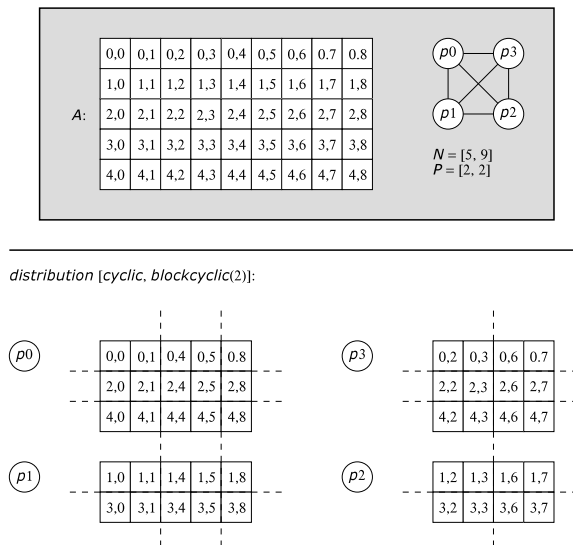 0,0 0,1 0,2 0,3 0,4 0,5 0,6 0.7 0.8
p0 p3
1,0 1,1 1,2 1,3 1,4 1,5 1,6 1,7 1,8
A: 2,0 2,1 2,2 2,3 2,4 2,5 2,6 2,7 2,8
p1 p2
3,0 3,1 3,2 3,3 3,4 3,5 3,6 3,7 3,8
N = [5, 9]
P = [2, 2]
4,0 4,1 4,2 4,3 4,4 4,5 4,6 4,7 4,8
distribution [cyclic, blockcyclic(2)]:
p0
0,0 0,1 0,4 0,5 0.8
2,0 2,1 2,4 2,5 2,8
4,0 4,1 4,4 4,5 4,8
p3
0,2 0,3 0,6 0.7
2,2 2,3 2,6 2,7
4,2 4,3 4,6 4,7
p1
1,0 1,1 1,4 1,5 1,8
3,0 3,1 3,4 3,5 3,8
p2
1,2 1,3 1,6 1,7
3,2 3,3 3,6 3,7